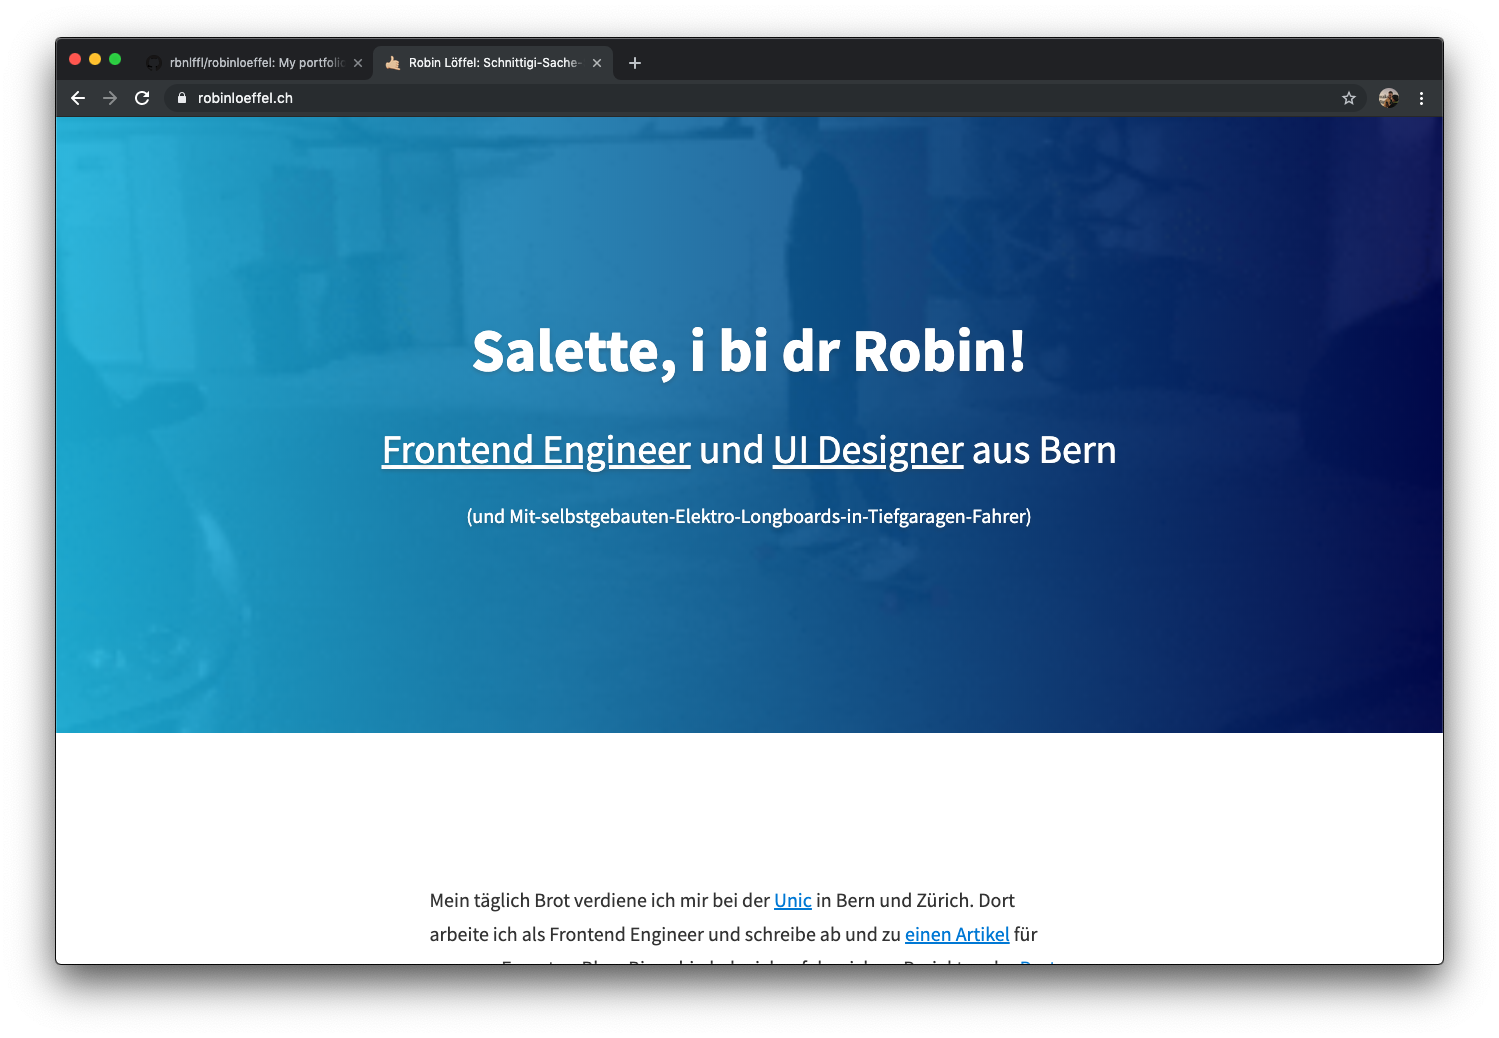 rbnlffl/robinloeffel: My portfolio
Robin Löffel: Schnittigi-Sache-
robinloeffel.ch
Salette, i bi dr Robin!
Frontend Engineer und UI Designer aus Bern
(und Mit-selbstgebauten-Elektro-Longboards-in-Tiefgaragen-Fahrer)
Mein täglich Brot verdiene ich mir bei der Unic in Bern und Zürich. Dort
arbeite ich als Frontend Engineer und schreibe ab und zu einen Artikel für